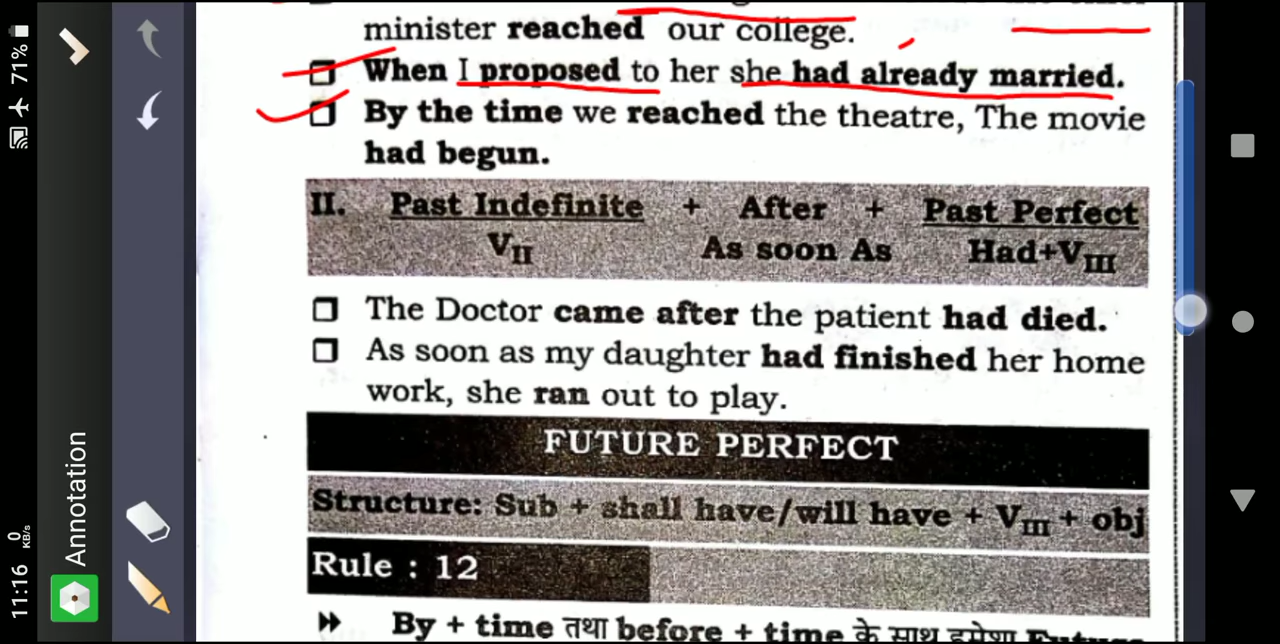 minister reached our college.
When I proposed to her she had already married.
By the time we reached the theatre, The movie
had begun.
II. Past Indefinite + After + Past Perfect
VII As soon As Had+VIII
The Doctor came after the patient had died.
As soon as my daughter had finished her home
work, she ran out to play.
FUTURE PERFECT
Structure: Sub + shall have/will have + VIII + obj
Rule : 12
By + time तथा before + time के साथ हमेशा Future
11:16
0
KB/s
Annotation
71%